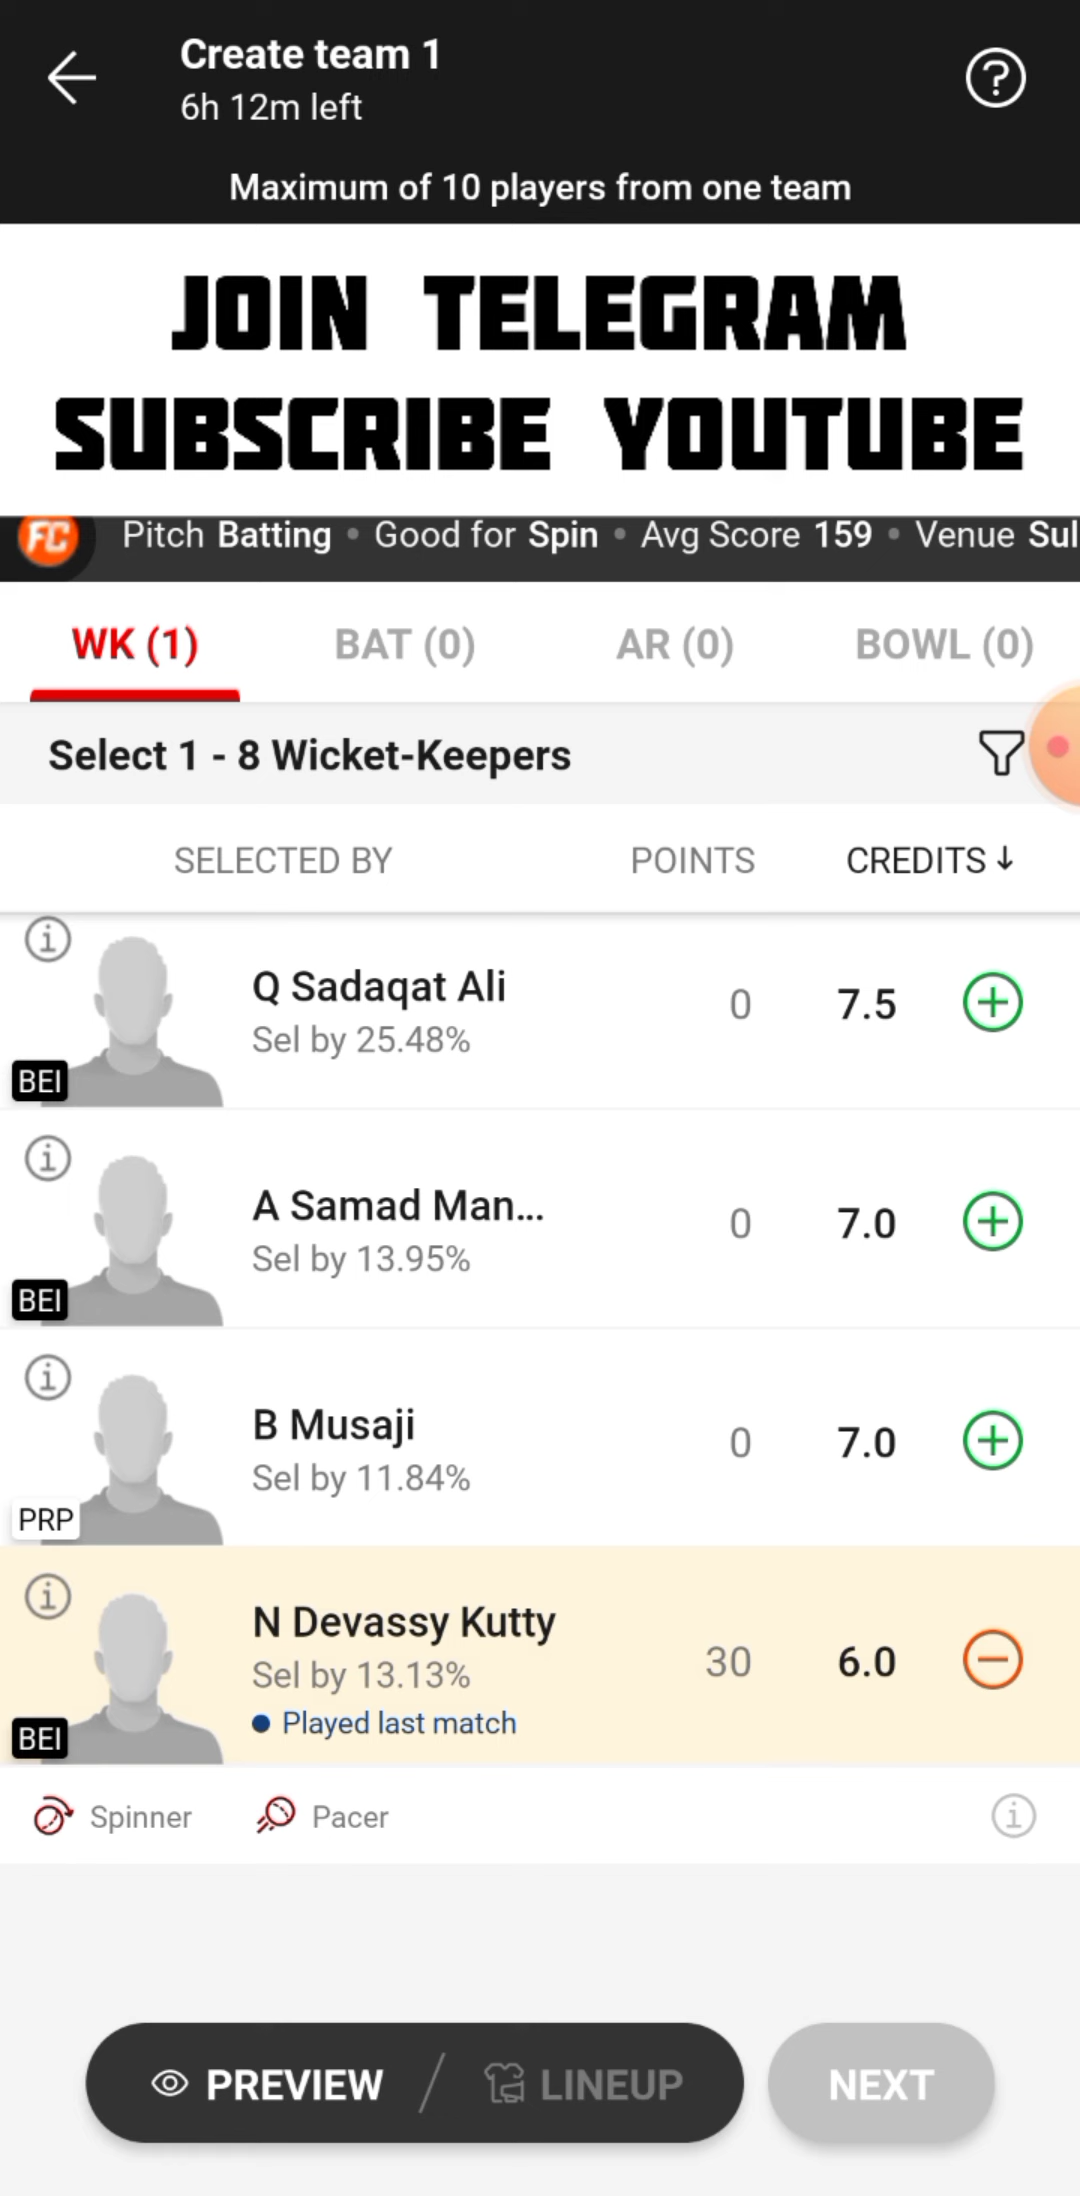 Create team 1
6h 12m left
Maximum of 10 players from one team
JOIN TELEGRAM
SUBSCRIBE YOUTUBE
FC Pitch Batting • Good for Spin • Avg Score 159 • Venue Sul
WK (1) BAT (0) AR (0) BOWL (0)
Select 1 - 8 Wicket-Keepers
SELECTED BY POINTS CREDITS ↓
Q Sadaqat Ali 0 7.5
Sel by 25.48%
BEI
A Samad Man... 0 7.0
Sel by 13.95%
BEI
B Musaji 0 7.0
Sel by 11.84%
PRP
N Devassy Kutty 30 6.0
Sel by 13.13%
• Played last match
BEI
Spinner Pacer
PREVIEW / LINEUP NEXT